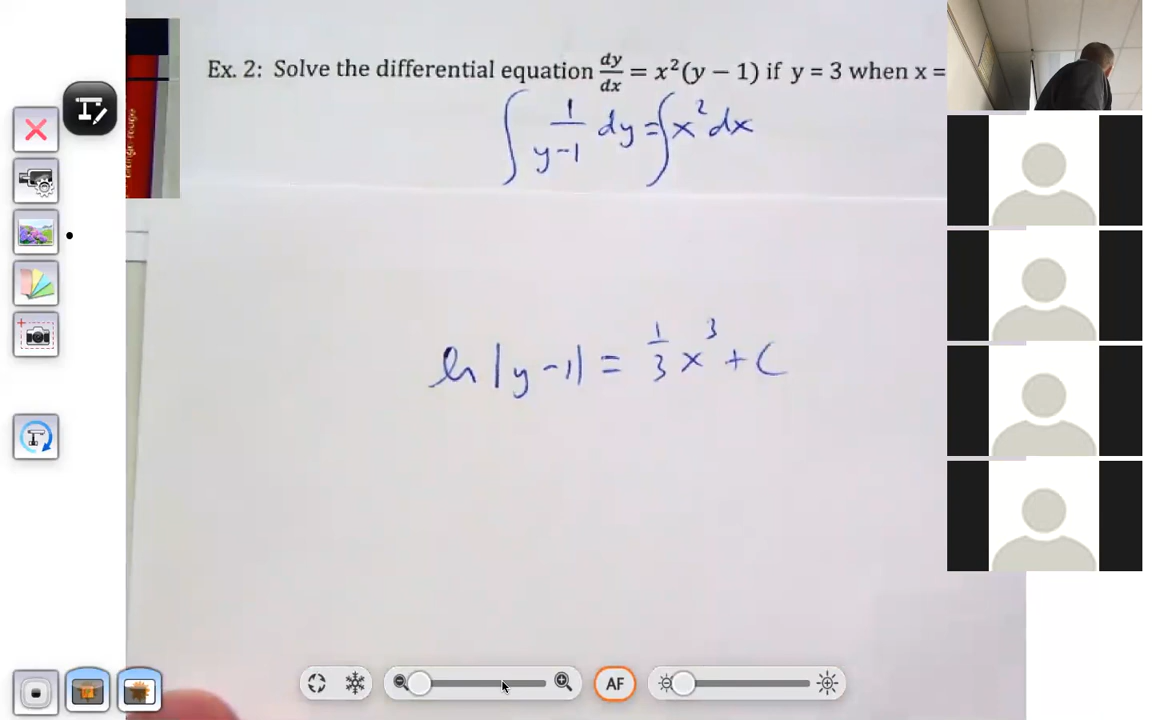 Ex. 2: Solve the differential equation dy/dx = x²(y − 1) if y = 3 when x =
∫ 1/(y-1) dy = ∫ x² dx
ln |y-1| = 1/3 x³ + C
AF